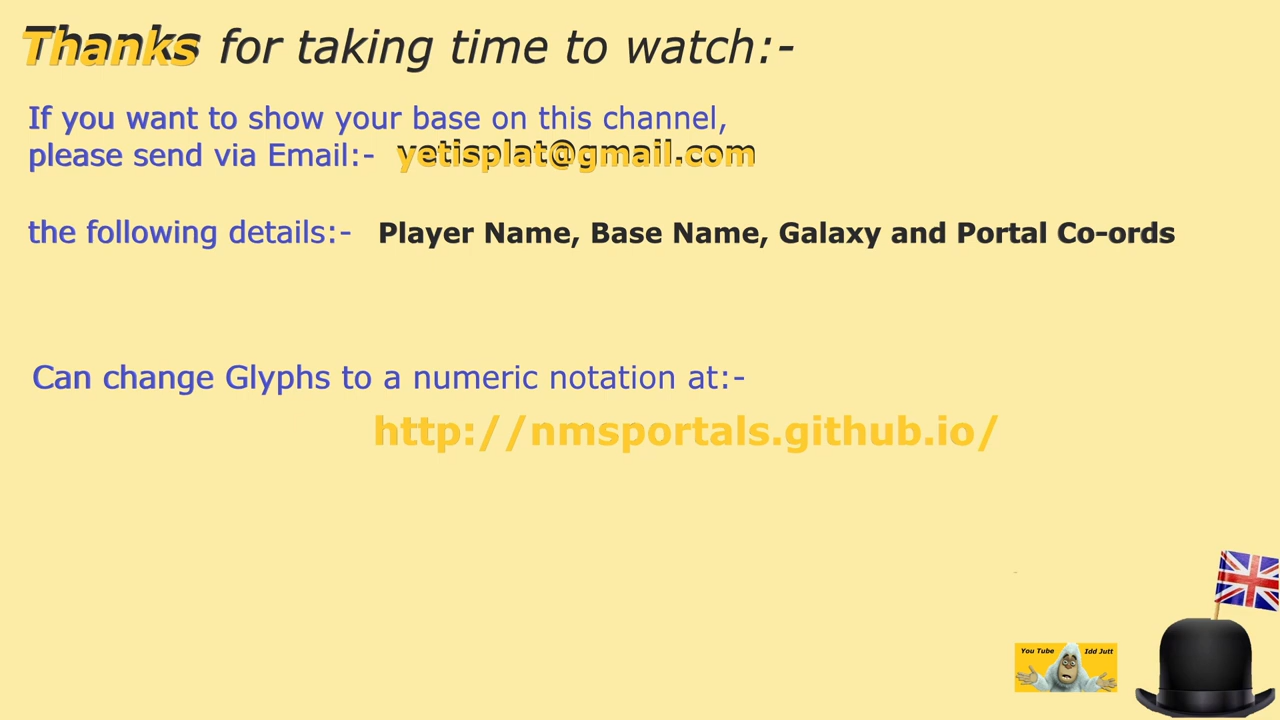 Thanks for taking time to watch:-
If you want to show your base on this channel,
please send via Email:- yetisplat@gmail.com
the following details:- Player Name, Base Name, Galaxy and Portal Co-ords
Can change Glyphs to a numeric notation at:-
http://nmsportals.github.io/
You Tube Idd Jutt